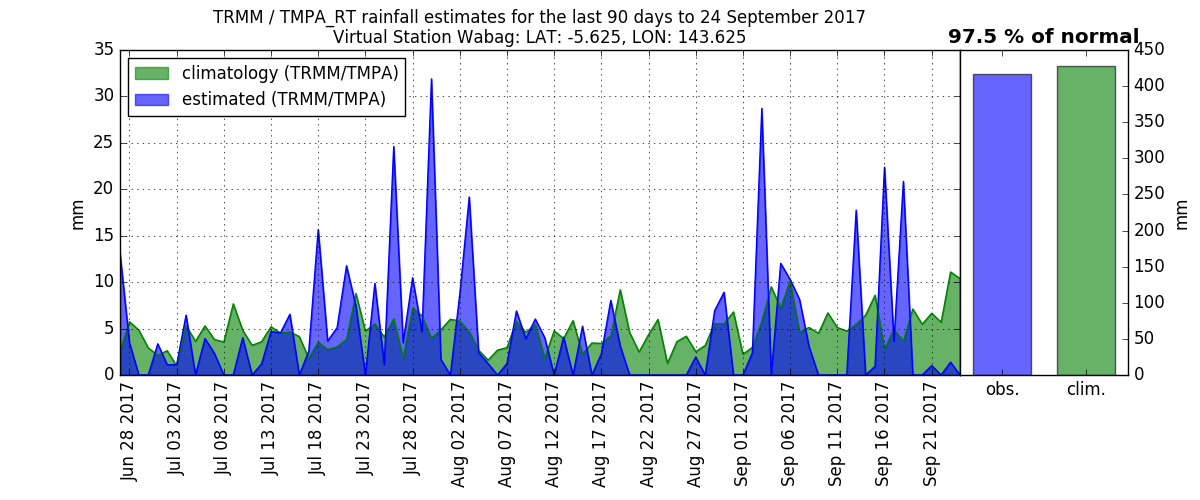 TRMM / TMPA_RT rainfall estimates for the last 90 days to 24 September 2017
Virtual Station Wabag: LAT: -5.625, LON: 143.625
97.5 % of normal
climatology (TRMM/TMPA)
estimated (TRMM/TMPA)
35
30
25
20
15
10
5
0
mm
Jun 28 2017
Jul 03 2017
Jul 08 2017
Jul 13 2017
Jul 18 2017
Jul 23 2017
Jul 28 2017
Aug 02 2017
Aug 07 2017
Aug 12 2017
Aug 17 2017
Aug 22 2017
Aug 27 2017
Sep 01 2017
Sep 06 2017
Sep 11 2017
Sep 16 2017
Sep 21 2017
obs.
clim.
450
400
350
300
250
200
150
100
50
0
mm